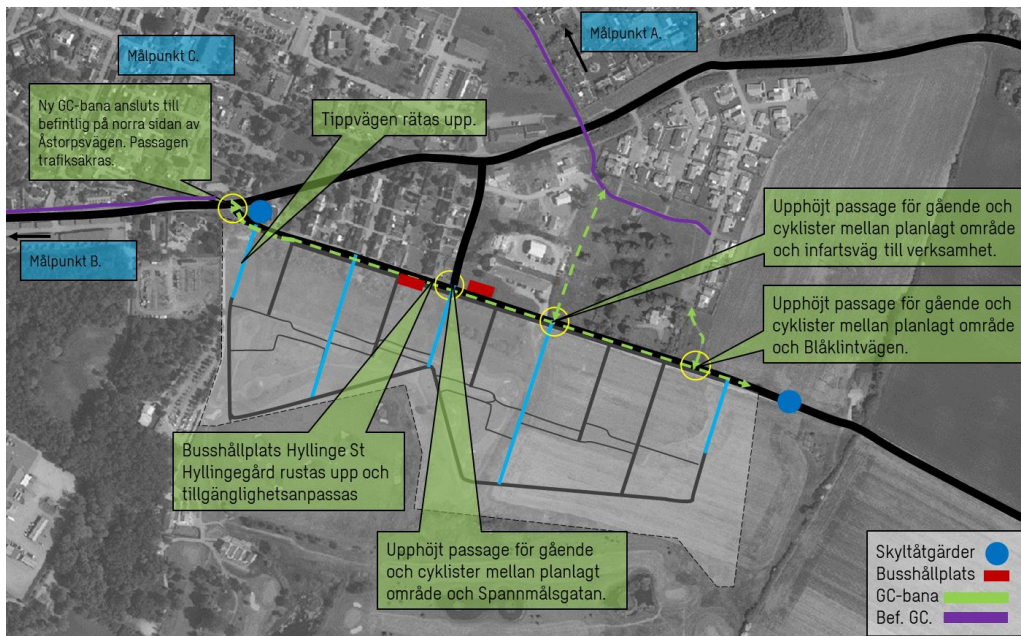 Målpunkt A.
Målpunkt C.
Ny GC-bana ansluts till
befintlig på norra sidan av
Åstorpsvägen. Passagen
trafiksäkras.
Tippvägen rätas upp.
Målpunkt B.
Upphöjt passage för gående och
cyklister mellan planlagt område
och infartsväg till verksamhet.
Upphöjt passage för gående och
cyklister mellan planlagt område
och Blåklintvägen.
Busshållplats Hyllinge St
Hyllingegård rustas upp och
tillgänglighetsanpassas
Upphöjt passage för gående
och cyklister mellan planlagt
område och Spannmålsgatan.
Skyltåtgärder
Busshållplats
GC-bana
Bef. GC.